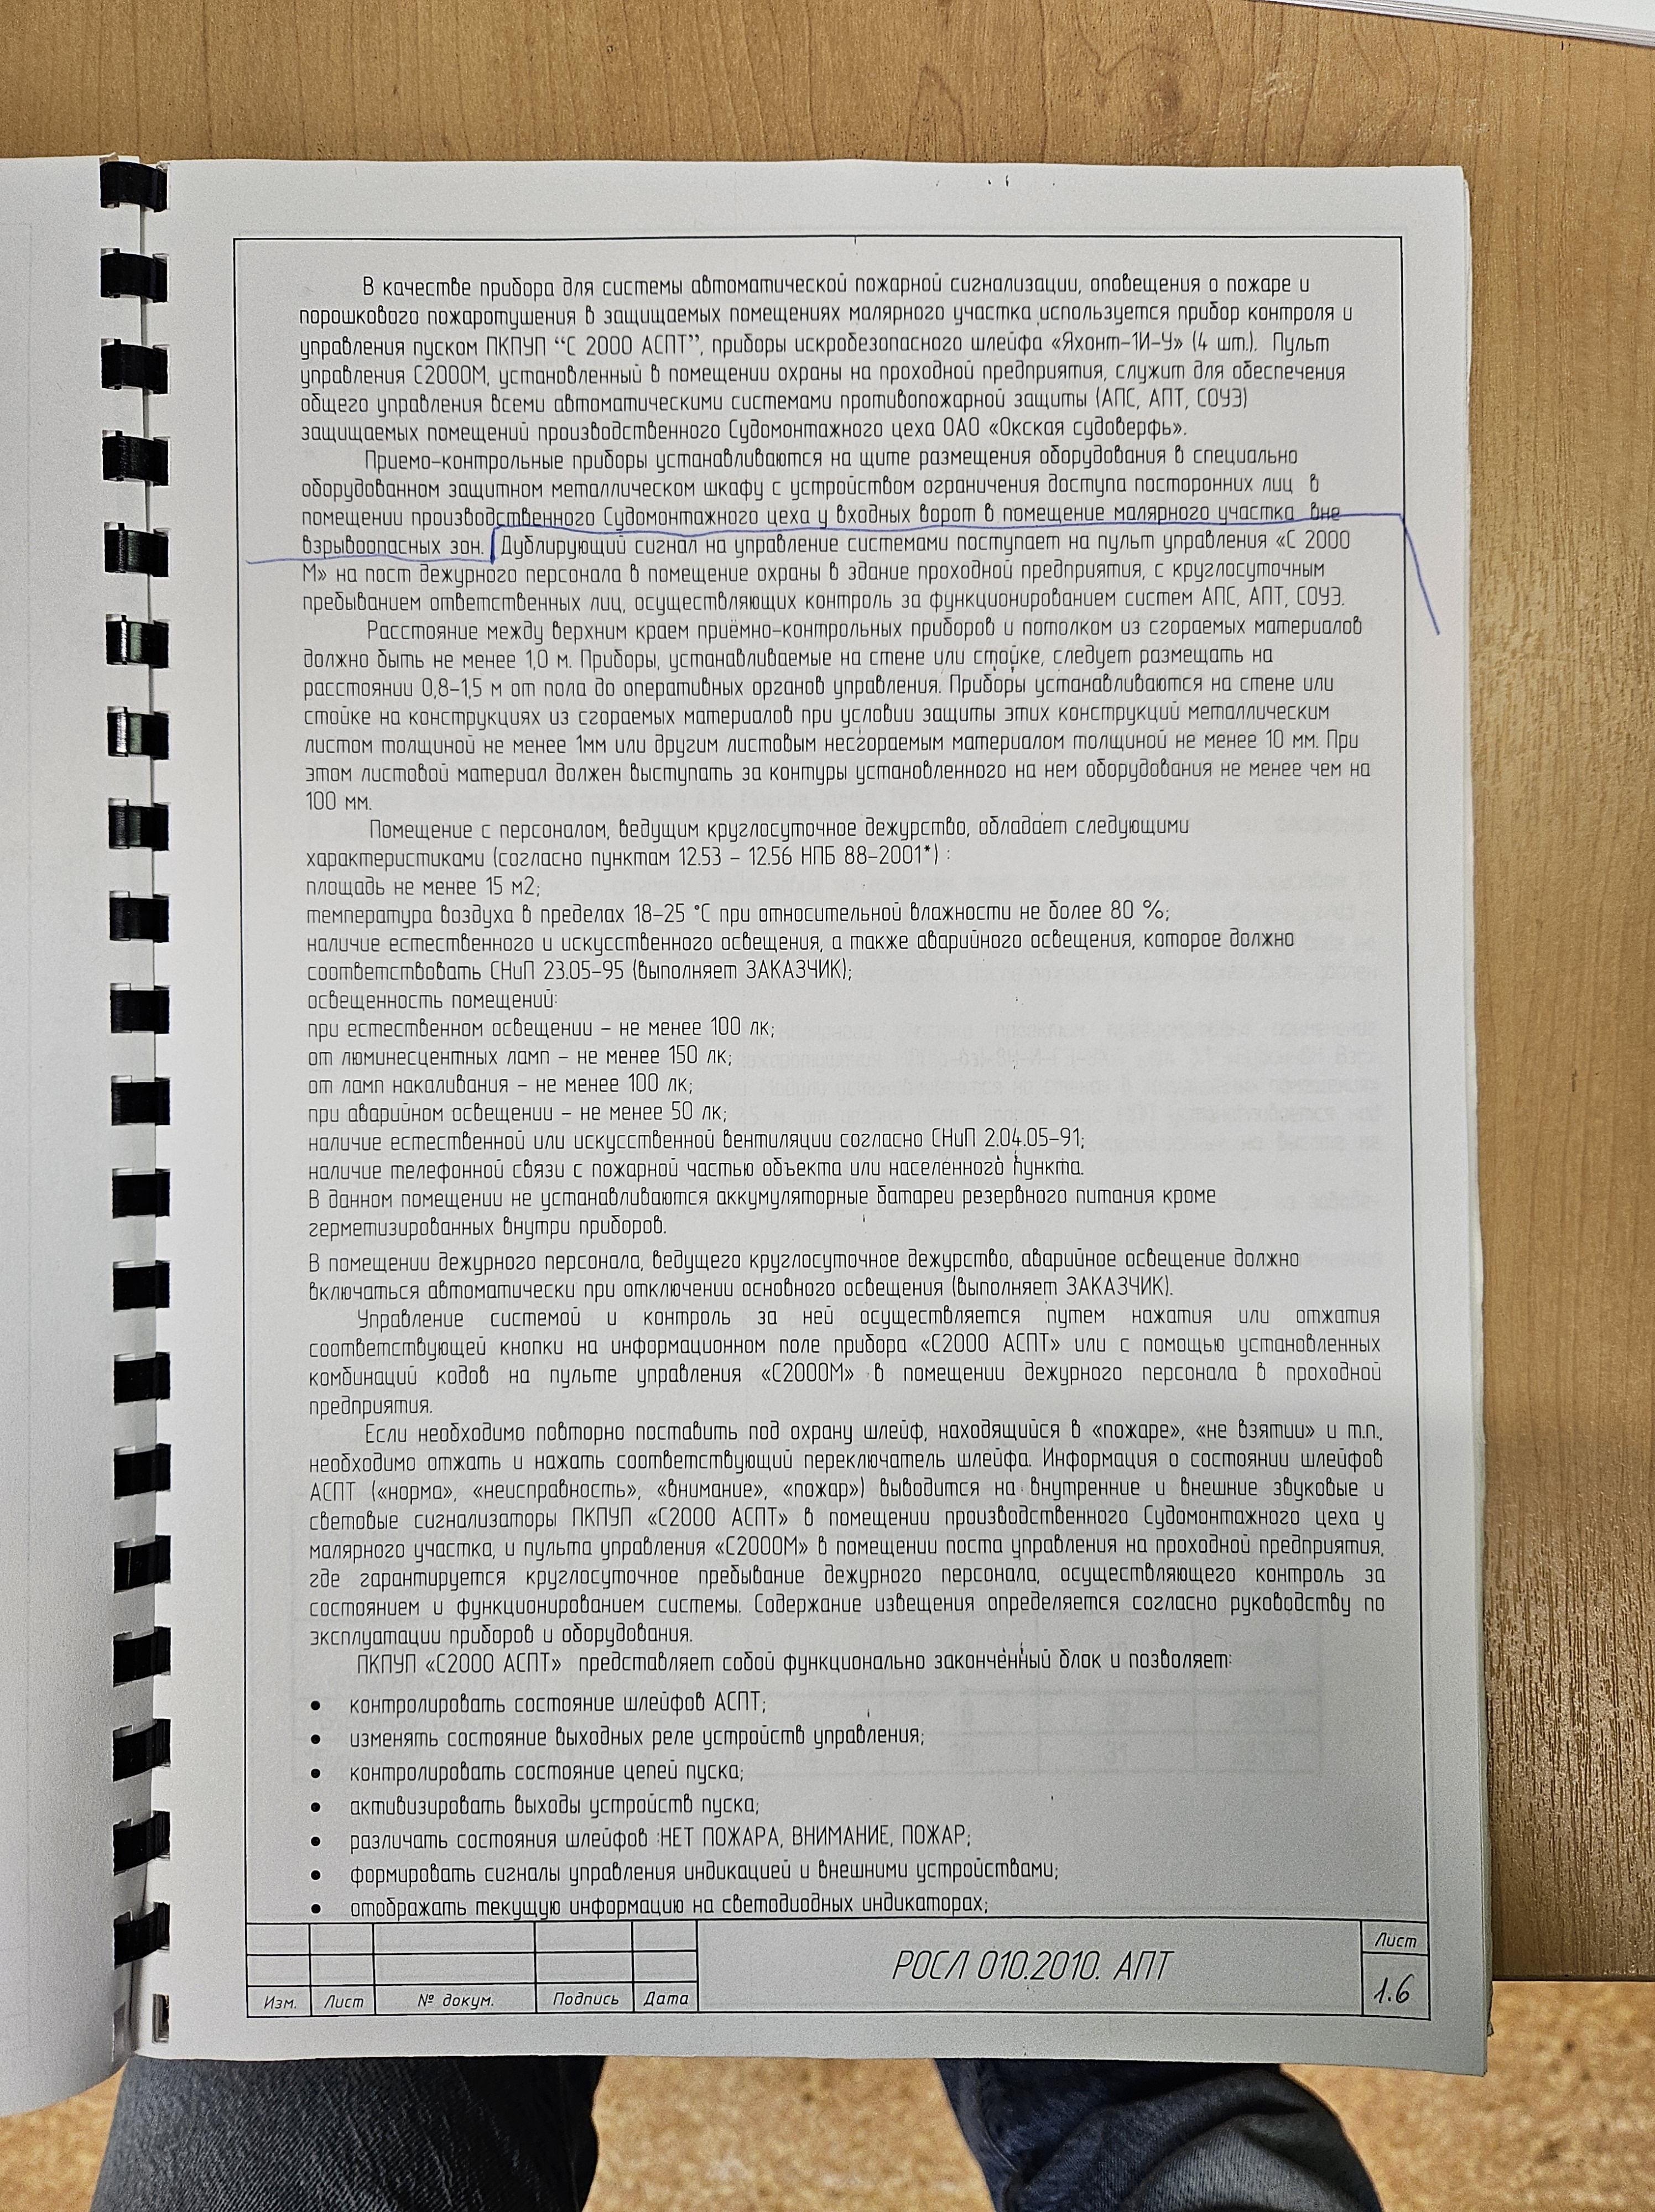 В качестве прибора для системы автоматической пожарной сигнализации, оповещения о пожаре и
порошкового пожаротушения в защищаемых помещениях малярного участка используется прибор контроля и
управления пуском ПКПУП “С 2000 АСПТ”, приборы искробезопасного шлейфа «Яхонт-1И-У» (4 шт.). Пульт
управления С2000М, установленный в помещении охраны на проходной предприятия, служит для обеспечения
общего управления всеми автоматическими системами противопожарной защиты (АПС, АПТ, СОУЭ)
защищаемых помещений производственного Судомонтажного цеха ОАО «Окская судоверфь».
Приемо-контрольные приборы устанавливаются на щите размещения оборудования в специально
оборудованном защитном металлическом шкафу с устройством ограничения доступа посторонних лиц в
помещении производственного Судомонтажного цеха у входных ворот в помещение малярного участка вне
взрывоопасных зон. Дублирующий сигнал на управление системами поступает на пульт управления «С 2000
М» на пост дежурного персонала в помещение охраны в здание проходной предприятия, с круглосуточным
пребыванием ответственных лиц, осуществляющих контроль за функционированием систем АПС, АПТ, СОУЭ.
Расстояние между верхним краем приёмно-контрольных приборов и потолком из сгораемых материалов
должно быть не менее 1,0 м. Приборы, устанавливаемые на стене или стойке, следует размещать на
расстоянии 0,8-1,5 м от пола до оперативных органов управления. Приборы устанавливаются на стене или
стойке на конструкциях из сгораемых материалов при условии защиты этих конструкций металлическим
листом толщиной не менее 1мм или другим листовым несгораемым материалом толщиной не менее 10 мм. При
этом листовой материал должен выступать за контуры установленного на нем оборудования не менее чем на
100 мм.
Помещение с персоналом, ведущим круглосуточное дежурство, обладает следующими
характеристиками (согласно пунктам 12.53 - 12.56 НПБ 88-2001*) :
площадь не менее 15 м2;
температура воздуха в пределах 18-25 °С при относительной влажности не более 80 %;
наличие естественного и искусственного освещения, а также аварийного освещения, которое должно
соответствовать СНиП 23.05-95 (выполняет ЗАКАЗЧИК);
освещенность помещений:
при естественном освещении - не менее 100 лк;
от люминесцентных ламп - не менее 150 лк;
от ламп накаливания - не менее 100 лк;
при аварийном освещении - не менее 50 лк;
наличие естественной или искусственной вентиляции согласно СНиП 2.04.05-91;
наличие телефонной связи с пожарной частью объекта или населенного пункта.
В данном помещении не устанавливаются аккумуляторные батареи резервного питания кроме
герметизированных внутри приборов.
В помещении дежурного персонала, ведущего круглосуточное дежурство, аварийное освещение должно
включаться автоматически при отключении основного освещения (выполняет ЗАКАЗЧИК).
Управление системой и контроль за ней осуществляется путем нажатия или отжатия
соответствующей кнопки на информационном поле прибора «С2000 АСПТ» или с помощью установленных
комбинаций кодов на пульте управления «С2000М» в помещении дежурного персонала в проходной
предприятия.
Если необходимо повторно поставить под охрану шлейф, находящийся в «пожаре», «не взятии» и т.п.,
необходимо отжать и нажать соответствующий переключатель шлейфа. Информация о состоянии шлейфов
АСПТ («норма», «неисправность», «внимание», «пожар») выводится на внутренние и внешние звуковые и
световые сигнализаторы ПКПУП «С2000 АСПТ» в помещении производственного Судомонтажного цеха у
малярного участка, и пульта управления «С2000М» в помещении поста управления на проходной предприятия,
где гарантируется круглосуточное пребывание дежурного персонала, осуществляющего контроль за
состоянием и функционированием системы. Содержание извещения определяется согласно руководству по
эксплуатации приборов и оборудования.
ПКПУП «С2000 АСПТ» представляет собой функционально законченный блок и позволяет:
• контролировать состояние шлейфов АСПТ;
• изменять состояние выходных реле устройств управления;
• контролировать состояние цепей пуска;
• активизировать выходы устройств пуска;
• различать состояния шлейфов :НЕТ ПОЖАРА, ВНИМАНИЕ, ПОЖАР;
• формировать сигналы управления индикацией и внешними устройствами;
• отображать текущую информацию на светодиодных индикаторах;
РОСЛ 010.2010. АПТ
Лист
1.6
Изм. Лист № докум. Подпись Дата